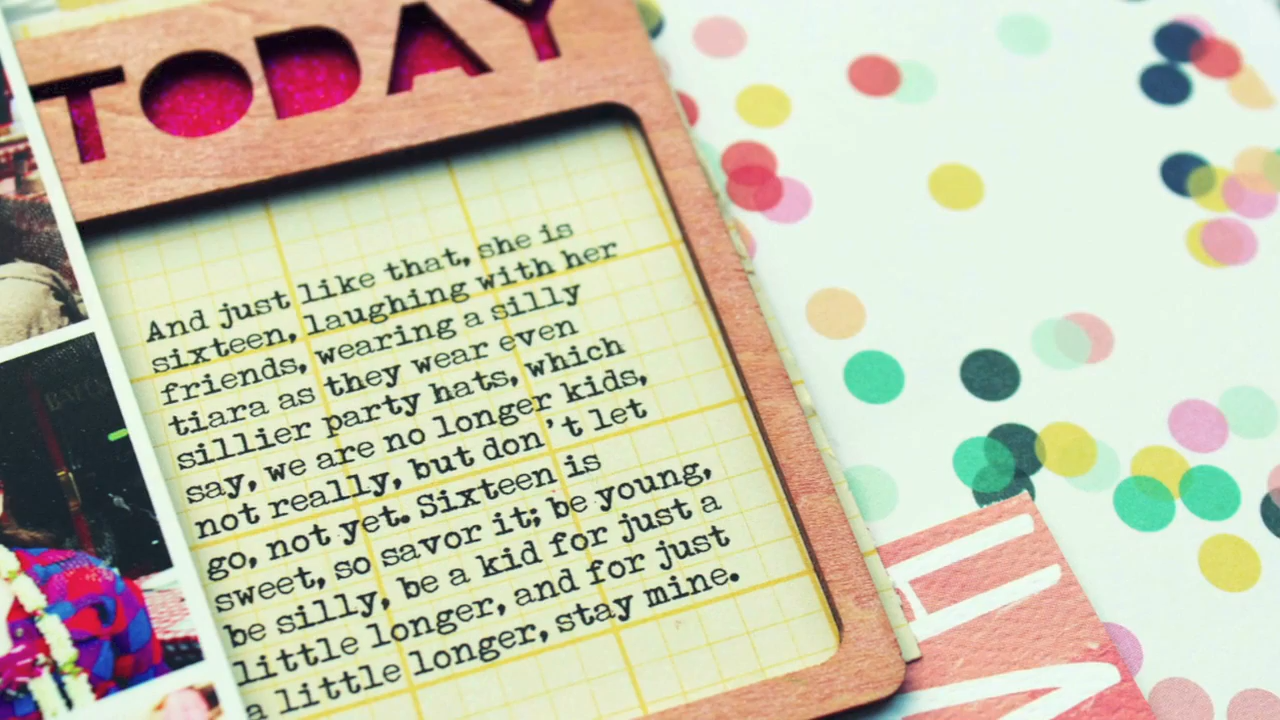 TODAY
And just like that, she is
sixteen, laughing with her
friends, wearing a silly
tiara as they wear even
sillier party hats, which
say, we are no longer kids,
not really, but don't let
go, not yet. Sixteen is
sweet, so savor it; be young,
be silly, be a kid for just a
little longer, and for just
a little longer, stay mine.